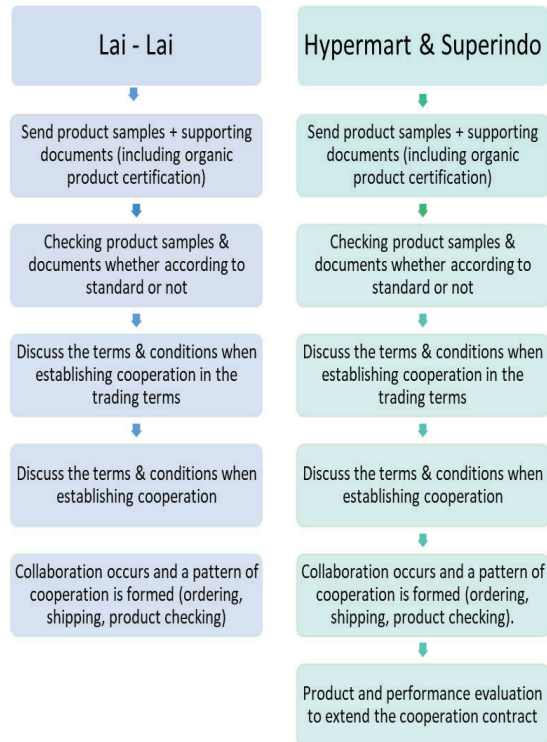 Lai - Lai
Send product samples + supporting
documents (including organic
product certification)
Checking product samples &
documents whether according to
standard or not
Discuss the terms & conditions when
establishing cooperation in the
trading terms
Discuss the terms & conditions when
establishing cooperation
Collaboration occurs and a pattern of
cooperation is formed (ordering,
shipping, product checking)
Hypermart & Superindo
Send product samples + supporting
documents (including organic
product certification)
Checking product samples &
documents whether according to
standard or not
Discuss the terms & conditions when
establishing cooperation in the
trading terms
Discuss the terms & conditions when
establishing cooperation
Collaboration occurs and a pattern of
cooperation is formed (ordering,
shipping, product checking).
Product and performance evaluation
to extend the cooperation contract